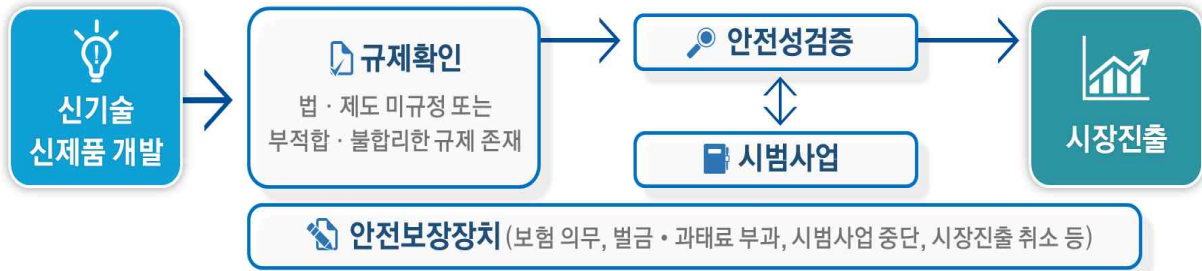 신기술
신제품 개발
규제확인
법 · 제도 미규정 또는
부적합 · 불합리한 규제 존재
안전성검증
시범사업
시장진출
안전보장장치 (보험 의무, 벌금 • 과태료 부과, 시범사업 중단, 시장진출 취소 등)